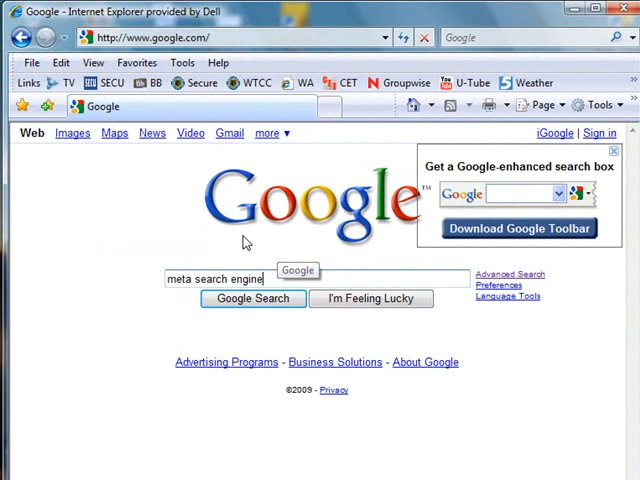 Google - Internet Explorer provided by Dell
http://www.google.com/
Google
File Edit View Favorites Tools Help
Links TV SECU BB Secure WTCC WA CET Groupwise U-Tube Weather
Google
Page Tools
Web Images Maps News Video Gmail more
iGoogle | Sign in
Get a Google-enhanced search box
Google
Download Google Toolbar
Google™
Google
meta search engine
Advanced Search
Preferences
Language Tools
Google Search I'm Feeling Lucky
Advertising Programs - Business Solutions - About Google
©2009 - Privacy